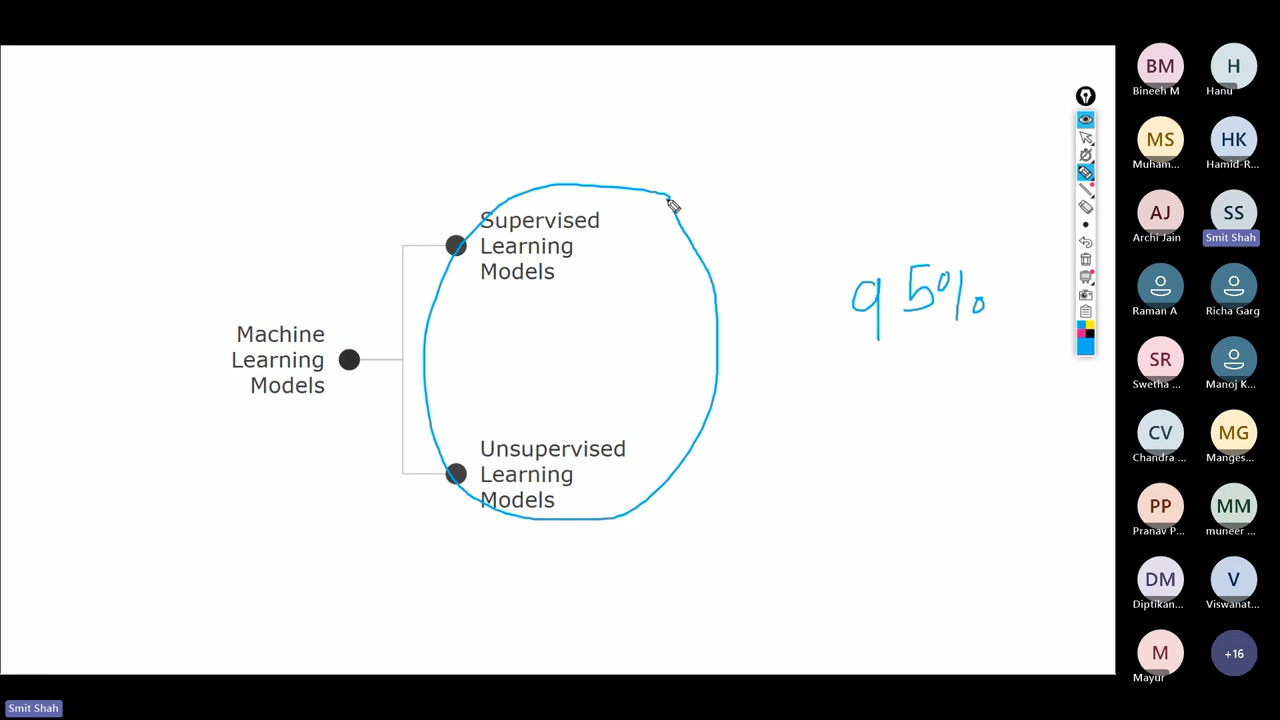 Supervised
Learning
Models
95%
Machine
Learning
Models
Unsupervised
Learning
Models
BM
Bineeh M
H
Hanu
MS
Muham...
HK
Hamid-R...
AJ
Archi Jain
SS
Smit Shah
Raman A
Richa Garg
SR
Swetha ...
Manoj K...
CV
Chandra ...
MG
Manges...
PP
Pranav P...
MM
muneer ...
DM
Diptikan...
V
Viswanat...
M
Mayur
+16
Smit Shah